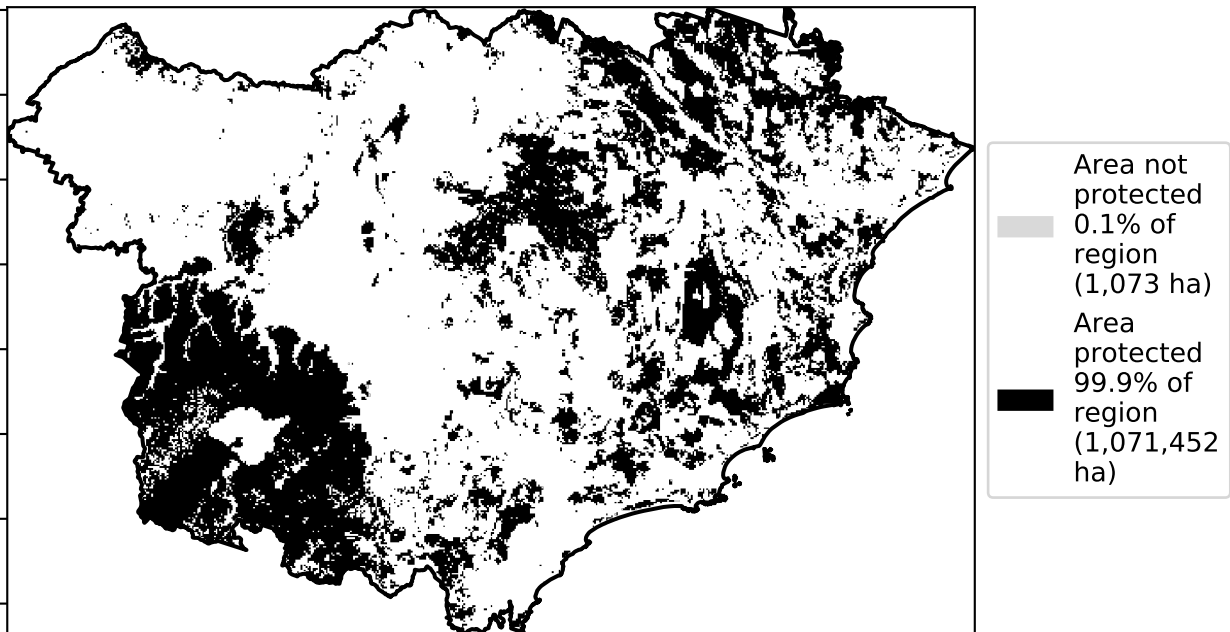 Area not
protected
0.1% of
region
(1,073 ha)
Area
protected
99.9% of
region
(1,071,452
ha)